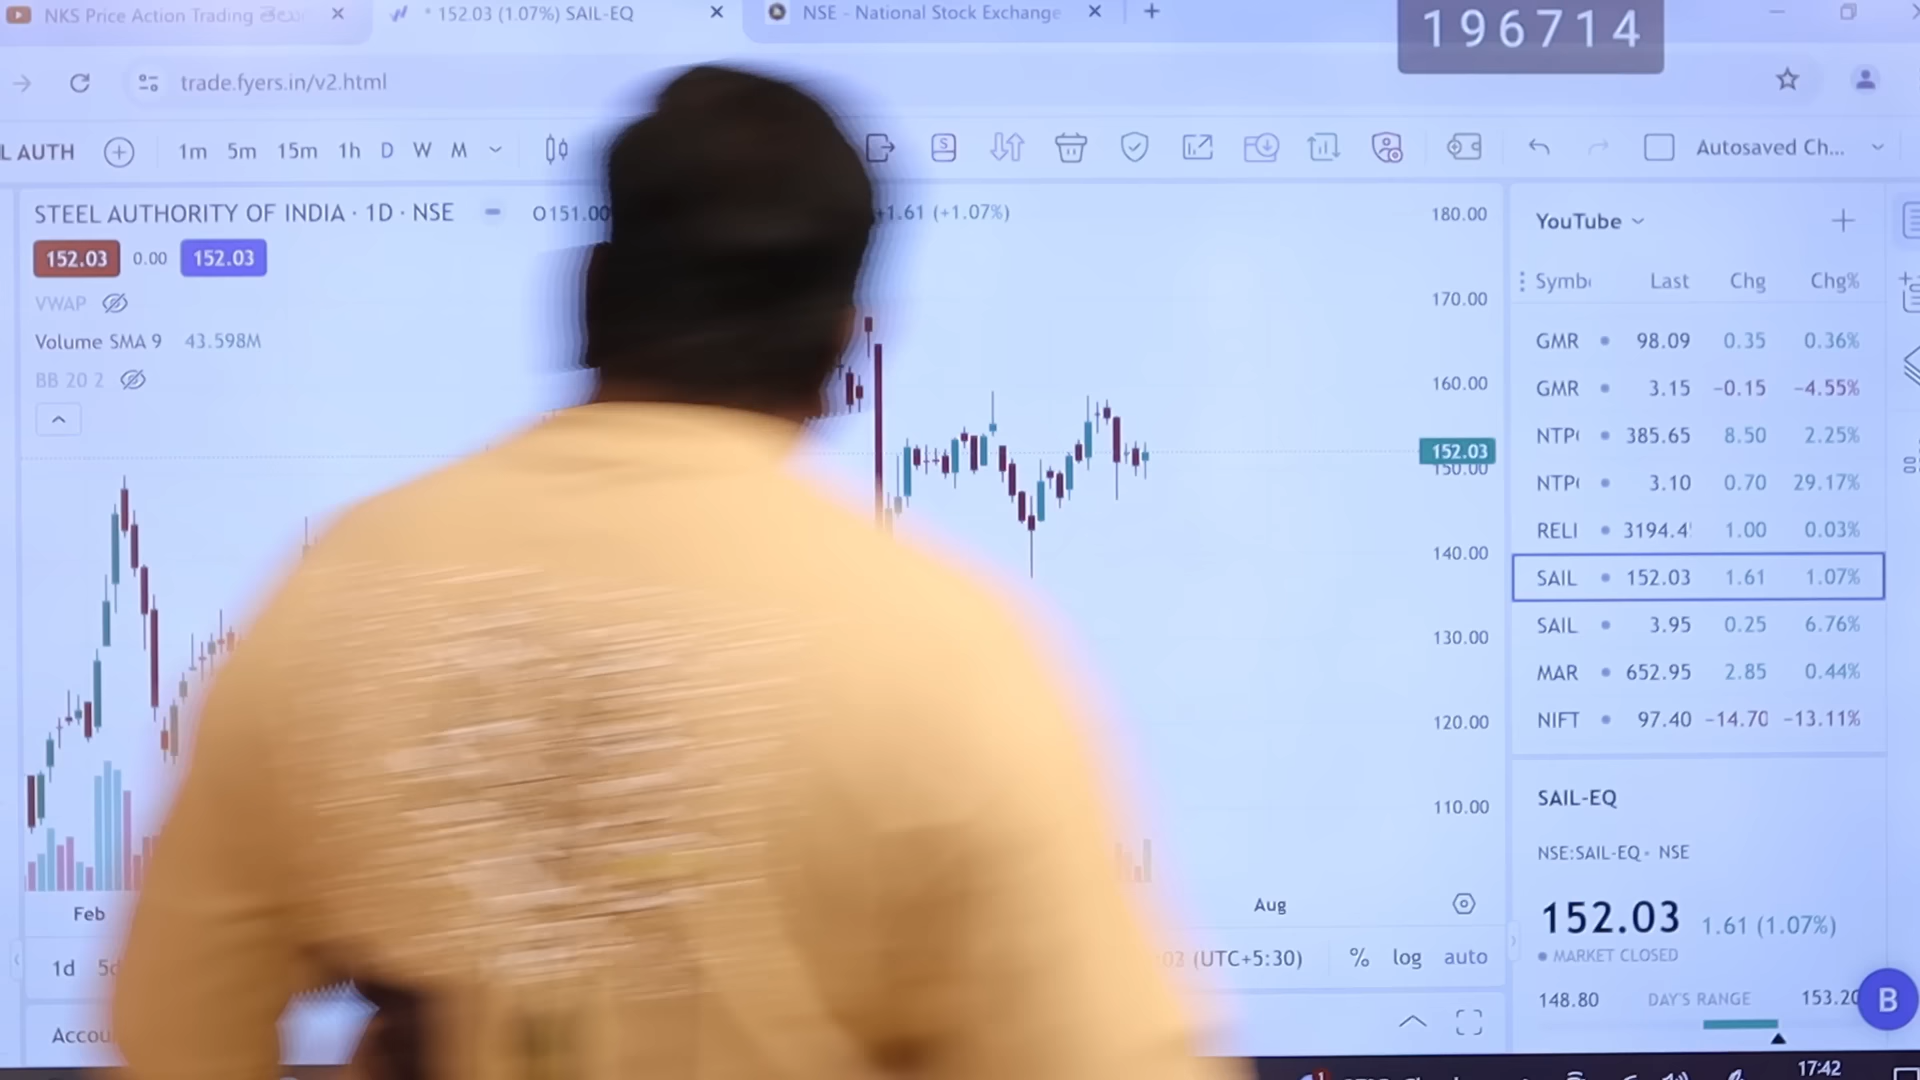 NKS Price Action Trading తెలు
* 152.03 (1.07%) SAIL-EQ
NSE - National Stock Exchange
196714
trade.fyers.in/v2.html
L AUTH
1m 5m 15m 1h D W M
Autosaved Ch...
STEEL AUTHORITY OF INDIA · 1D · NSE
O151.00
+1.61 (+1.07%)
152.03 0.00 152.03
VWAP
Volume SMA 9 43.598M
BB 20 2
180.00
170.00
160.00
152.03
150.00
140.00
130.00
120.00
110.00
Feb
Aug
1d 5d
(UTC+5:30) % log auto
Accou
YouTube
Symb Last Chg Chg%
GMR 98.09 0.35 0.36%
GMR 3.15 −0.15 −4.55%
NTP 385.65 8.50 2.25%
NTP 3.10 0.70 29.17%
RELI 3194.4 1.00 0.03%
SAIL 152.03 1.61 1.07%
SAIL 3.95 0.25 6.76%
MAR 652.95 2.85 0.44%
NIFT 97.40 −14.70 −13.11%
SAIL-EQ
NSE:SAIL-EQ · NSE
152.03 1.61 (1.07%)
MARKET CLOSED
148.80 DAY'S RANGE 153.20
B
17:42